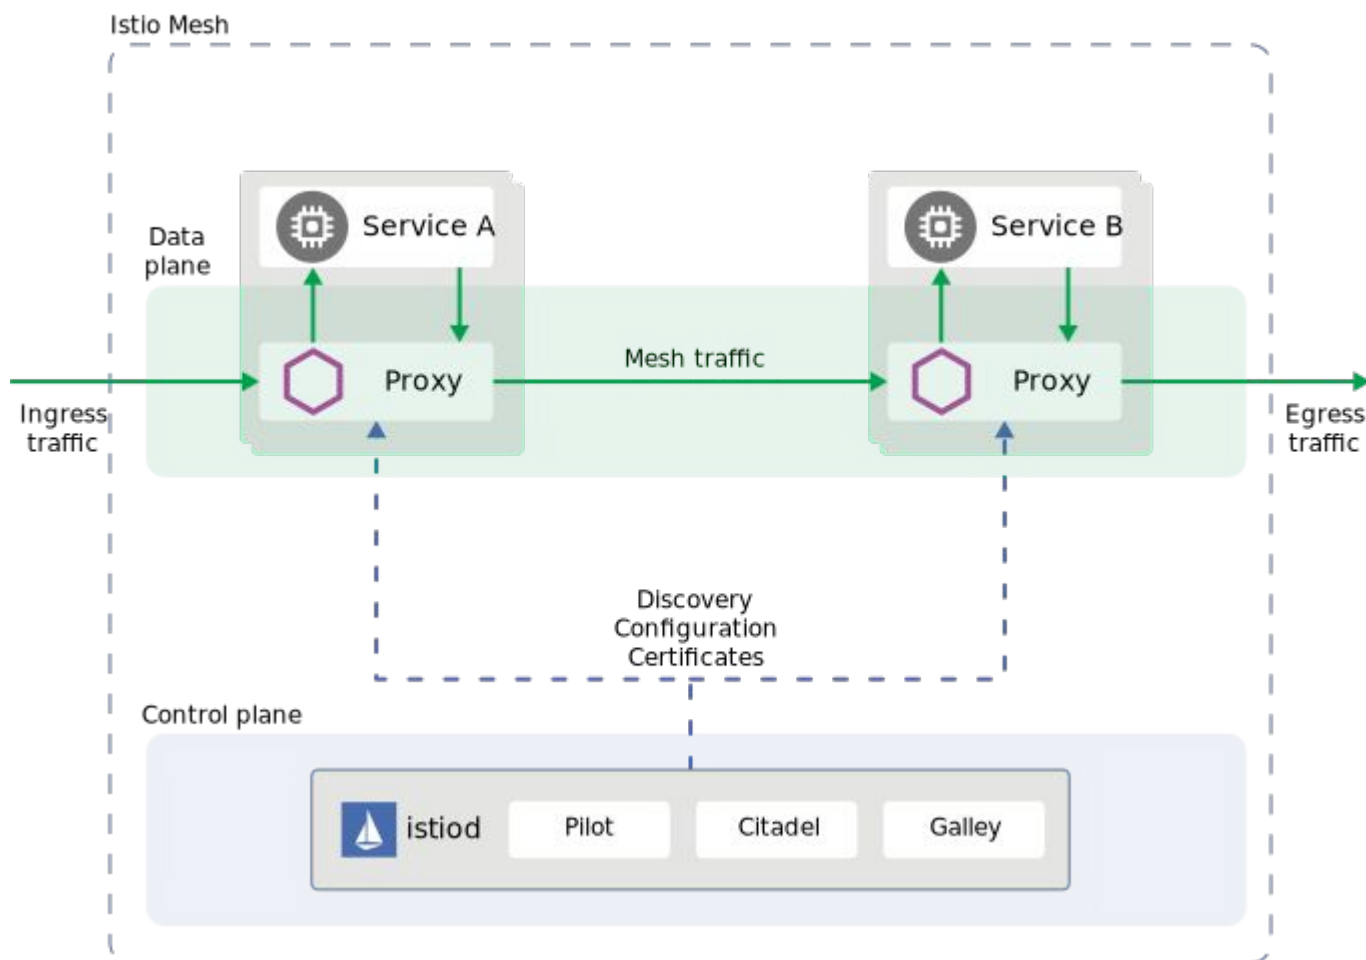 Istio Mesh
Service A
Service B
Data
plane
Mesh traffic
Proxy
Proxy
Ingress
traffic
Egress
traffic
Discovery
Configuration
Certificates
Control plane
istiod
Pilot
Citadel
Galley